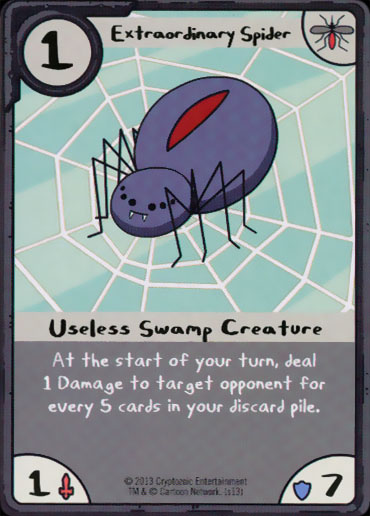 1
Extraordinary Spider
Useless Swamp Creature
At the start of your turn, deal
1 Damage to target opponent for
every 5 cards in your discard pile.
© 2013 Cryptozoic Entertainment
TM & © Cartoon Network. (s13)
1
7